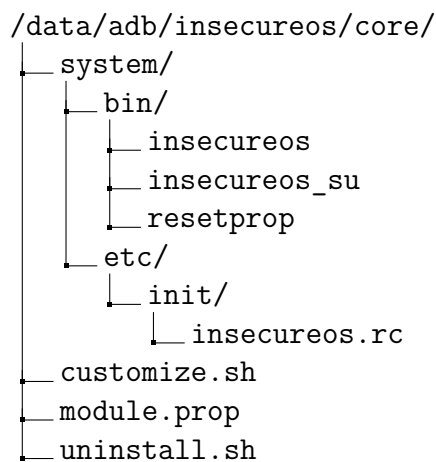 /data/adb/insecureos/core/
system/
bin/
insecureos
insecureos_su
resetprop
etc/
init/
insecureos.rc
customize.sh
module.prop
uninstall.sh